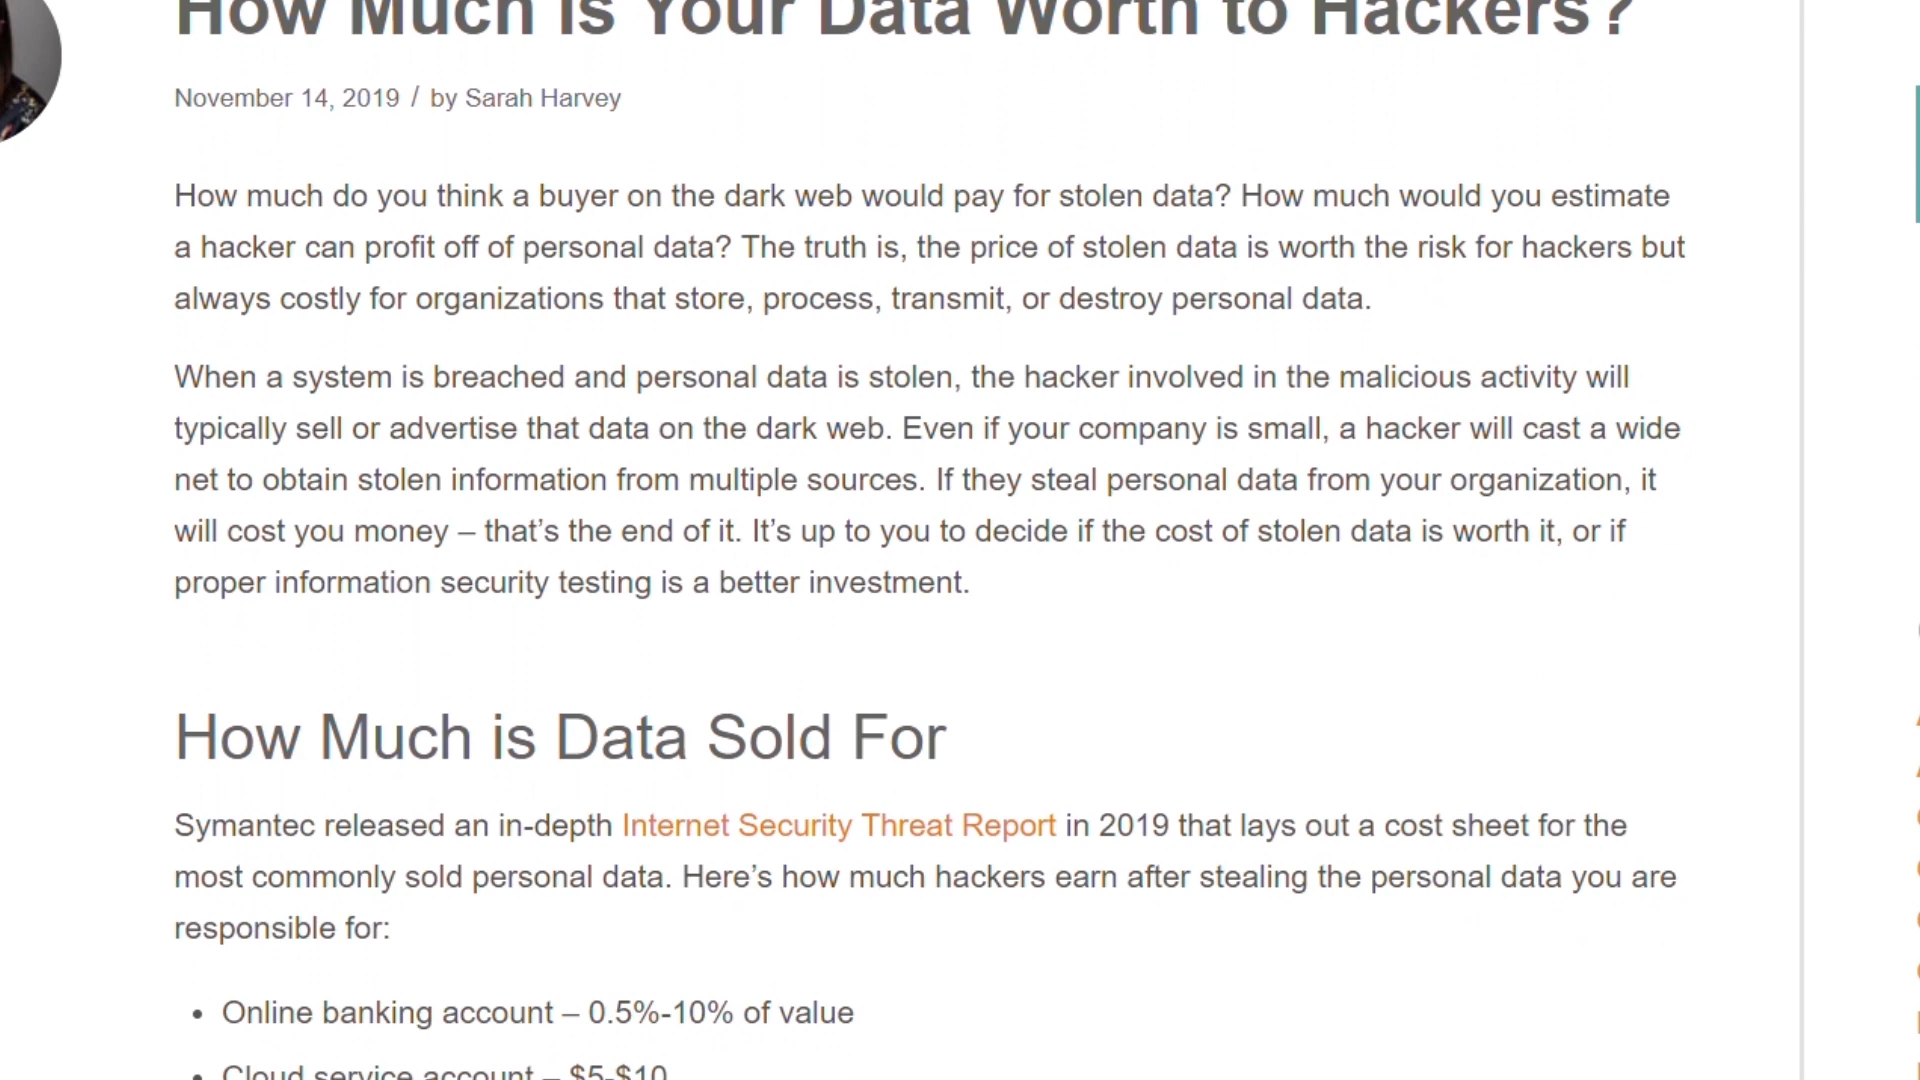 How Much is Your Data Worth to Hackers?
November 14, 2019 / by Sarah Harvey
How much do you think a buyer on the dark web would pay for stolen data? How much would you estimate
a hacker can profit off of personal data? The truth is, the price of stolen data is worth the risk for hackers but
always costly for organizations that store, process, transmit, or destroy personal data.
When a system is breached and personal data is stolen, the hacker involved in the malicious activity will
typically sell or advertise that data on the dark web. Even if your company is small, a hacker will cast a wide
net to obtain stolen information from multiple sources. If they steal personal data from your organization, it
will cost you money – that’s the end of it. It’s up to you to decide if the cost of stolen data is worth it, or if
proper information security testing is a better investment.
How Much is Data Sold For
Symantec released an in-depth Internet Security Threat Report in 2019 that lays out a cost sheet for the
most commonly sold personal data. Here’s how much hackers earn after stealing the personal data you are
responsible for:
• Online banking account – 0.5%-10% of value
• Cloud service account – $5-$10